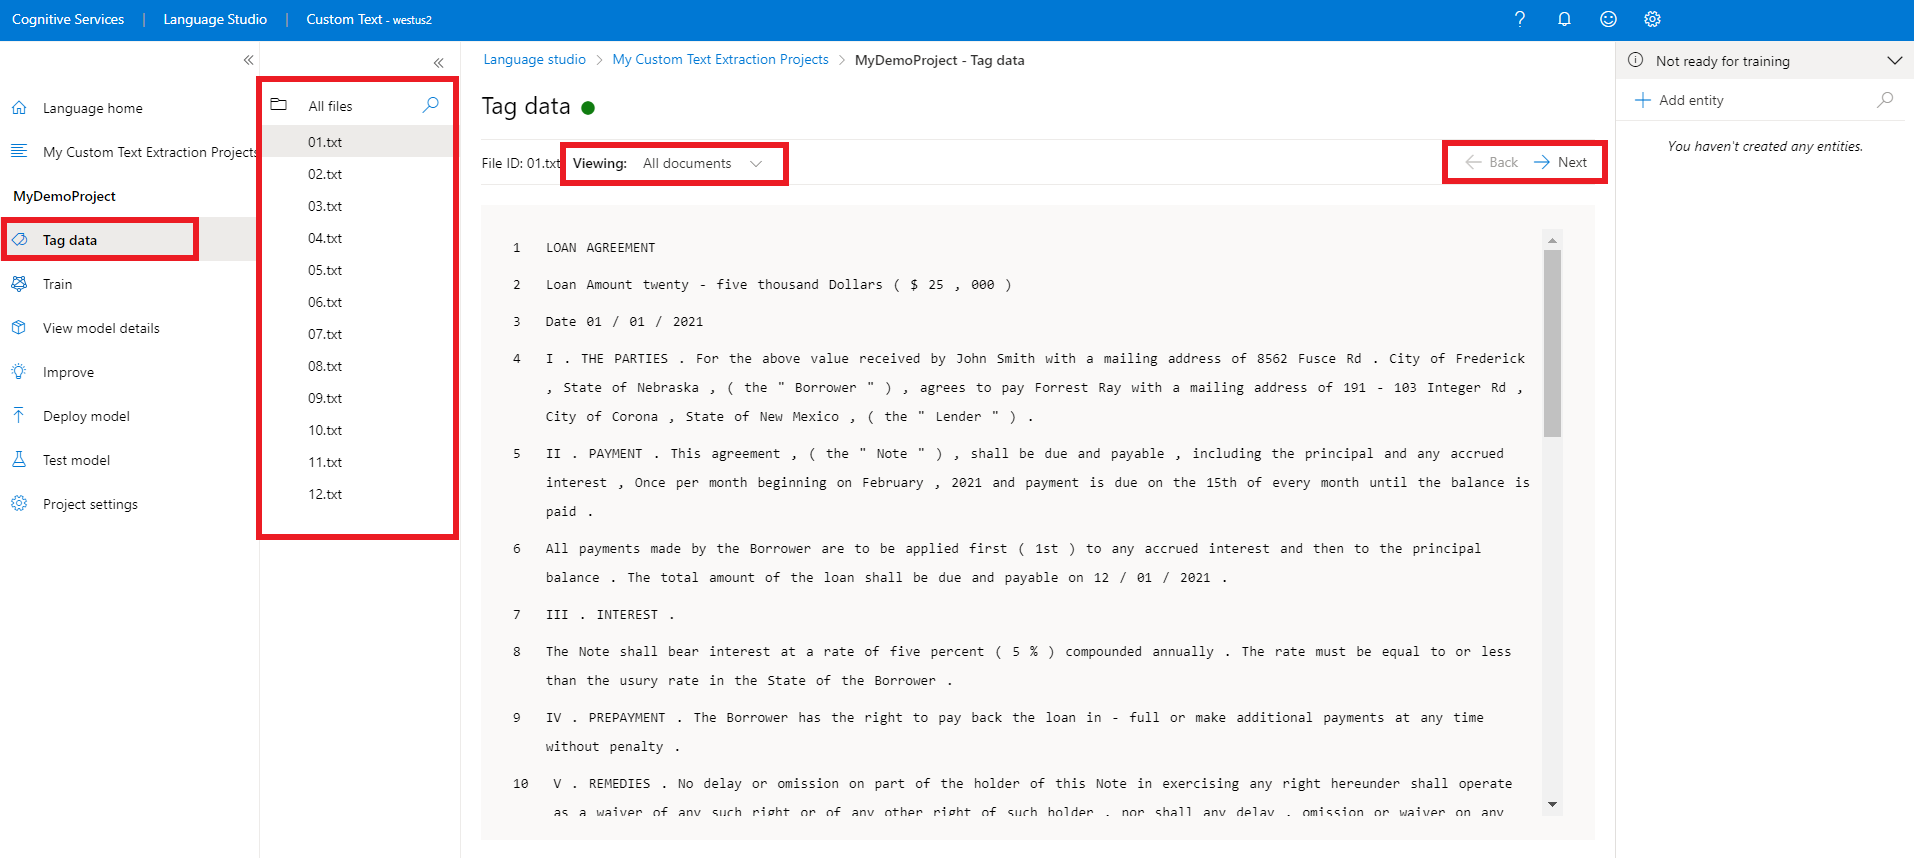 Cognitive Services | Language Studio | Custom Text - westus2
Language home
My Custom Text Extraction Projects
MyDemoProject
Tag data
Train
View model details
Improve
Deploy model
Test model
Project settings
All files
01.txt
02.txt
03.txt
04.txt
05.txt
06.txt
07.txt
08.txt
09.txt
10.txt
11.txt
12.txt
Language studio > My Custom Text Extraction Projects > MyDemoProject - Tag data
Tag data
File ID: 01.txt Viewing: All documents
Back Next
1 LOAN AGREEMENT
2 Loan Amount twenty - five thousand Dollars ( $ 25 , 000 )
3 Date 01 / 01 / 2021
4 I . THE PARTIES . For the above value received by John Smith with a mailing address of 8562 Fusce Rd . City of Frederick
, State of Nebraska , ( the " Borrower " ) , agrees to pay Forrest Ray with a mailing address of 191 - 103 Integer Rd ,
City of Corona , State of New Mexico , ( the " Lender " ) .
5 II . PAYMENT . This agreement , ( the " Note " ) , shall be due and payable , including the principal and any accrued
interest , Once per month beginning on February , 2021 and payment is due on the 15th of every month until the balance is
paid .
6 All payments made by the Borrower are to be applied first ( 1st ) to any accrued interest and then to the principal
balance . The total amount of the loan shall be due and payable on 12 / 01 / 2021 .
7 III . INTEREST .
8 The Note shall bear interest at a rate of five percent ( 5 % ) compounded annually . The rate must be equal to or less
than the usury rate in the State of the Borrower .
9 IV . PREPAYMENT . The Borrower has the right to pay back the loan in - full or make additional payments at any time
without penalty .
10 V . REMEDIES . No delay or omission on part of the holder of this Note in exercising any right hereunder shall operate
as a waiver of any such right or of any other right of such holder , nor shall any delay , omission or waiver on any
Not ready for training
Add entity
You haven't created any entities.